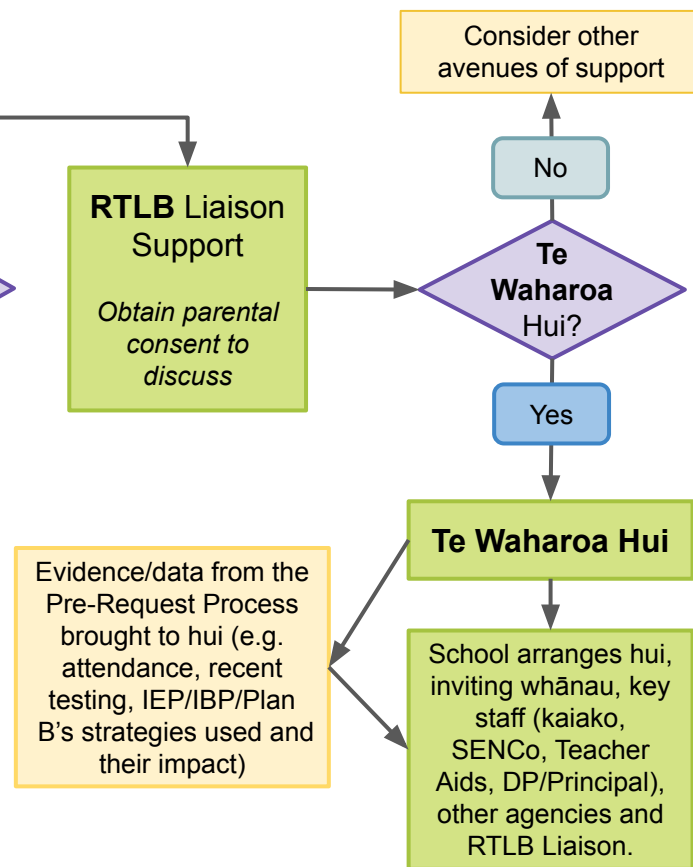 Consider other
avenues of support
No
RTLB Liaison
Support
Obtain parental
consent to
discuss
Te
Waharoa
Hui?
Yes
Te Waharoa Hui
Evidence/data from the
Pre-Request Process
brought to hui (e.g.
attendance, recent
testing, IEP/IBP/Plan
B’s strategies used and
their impact)
School arranges hui,
inviting whānau, key
staff (kaiako,
SENCo, Teacher
Aids, DP/Principal),
other agencies and
RTLB Liaison.